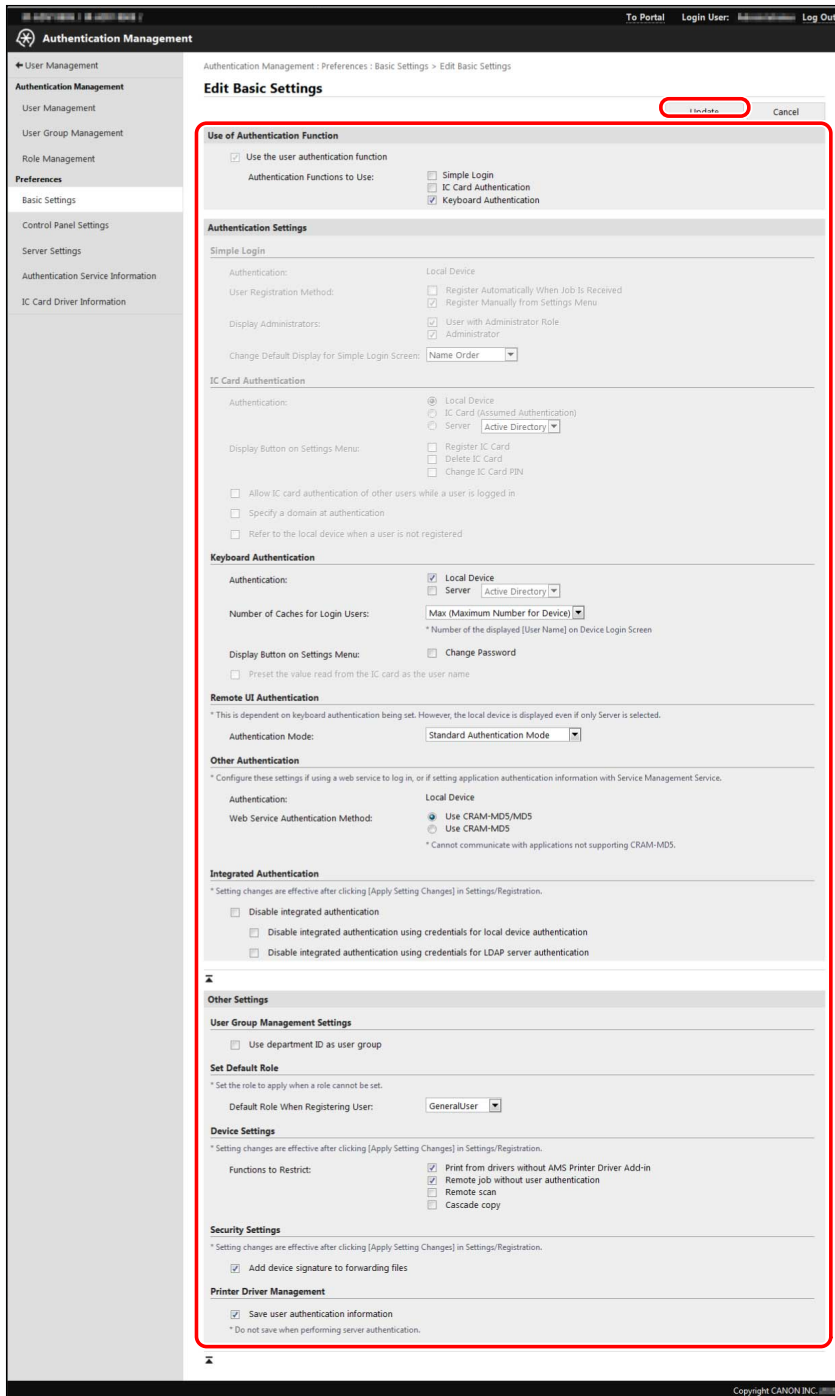 To Portal Login User: Log Out
Authentication Management
User Management
Authentication Management
User Management
User Group Management
Role Management
Preferences
Basic Settings
Control Panel Settings
Server Settings
Authentication Service Information
IC Card Driver Information
Authentication Management : Preferences : Basic Settings > Edit Basic Settings
Edit Basic Settings
Update Cancel
Use of Authentication Function
Use the user authentication function
Authentication Functions to Use: Simple Login
IC Card Authentication
Keyboard Authentication
Authentication Settings
Simple Login
Authentication: Local Device
User Registration Method: Register Automatically When Job Is Received
Register Manually from Settings Menu
Display Administrators: User with Administrator Role
Administrator
Change Default Display for Simple Login Screen: Name Order
IC Card Authentication
Authentication: Local Device
IC Card (Assumed Authentication)
Server Active Directory
Display Button on Settings Menu: Register IC Card
Delete IC Card
Change IC Card PIN
Allow IC card authentication of other users while a user is logged in
Specify a domain at authentication
Refer to the local device when a user is not registered
Keyboard Authentication
Authentication: Local Device
Server Active Directory
Number of Caches for Login Users: Max (Maximum Number for Device)
* Number of the displayed [User Name] on Device Login Screen
Display Button on Settings Menu: Change Password
Preset the value read from the IC card as the user name
Remote UI Authentication
* This is dependent on keyboard authentication being set. However, the local device is displayed even if only Server is selected.
Authentication Mode: Standard Authentication Mode
Other Authentication
* Configure these settings if using a web service to log in, or if setting application authentication information with Service Management Service.
Authentication: Local Device
Web Service Authentication Method: Use CRAM-MD5/MD5
Use CRAM-MD5
* Cannot communicate with applications not supporting CRAM-MD5.
Integrated Authentication
* Setting changes are effective after clicking [Apply Setting Changes] in Settings/Registration.
Disable integrated authentication
Disable integrated authentication using credentials for local device authentication
Disable integrated authentication using credentials for LDAP server authentication
Other Settings
User Group Management Settings
Use department ID as user group
Set Default Role
* Set the role to apply when a role cannot be set.
Default Role When Registering User: GeneralUser
Device Settings
* Setting changes are effective after clicking [Apply Setting Changes] in Settings/Registration.
Functions to Restrict: Print from drivers without AMS Printer Driver Add-in
Remote job without user authentication
Remote scan
Cascade copy
Security Settings
* Setting changes are effective after clicking [Apply Setting Changes] in Settings/Registration.
Add device signature to forwarding files
Printer Driver Management
Save user authentication information
* Do not save when performing server authentication.
Copyright CANON INC.